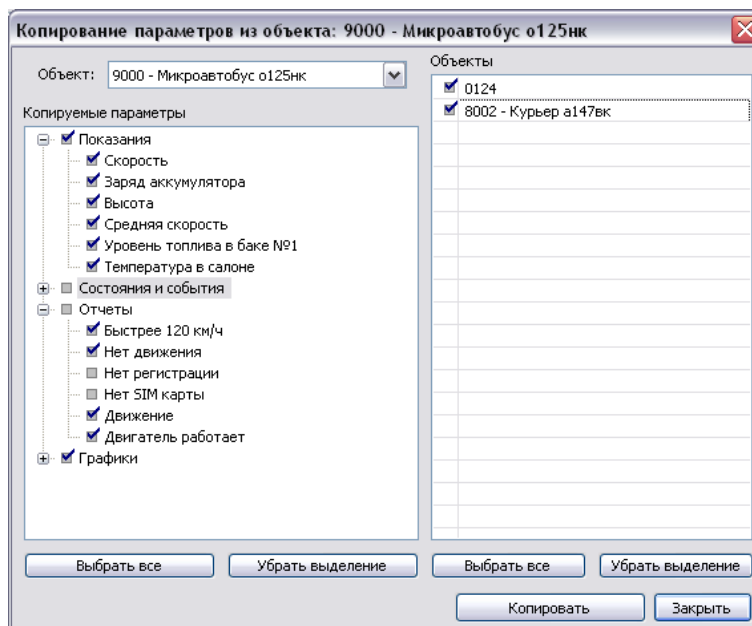 Копирование параметров из объекта: 9000 - Микроавтобус о125нк
Объект: 9000 - Микроавтобус о125нк
Копируемые параметры
Показания
Скорость
Заряд аккумулятора
Высота
Средняя скорость
Уровень топлива в баке №1
Температура в салоне
Состояния и события
Отчеты
Быстрее 120 км/ч
Нет движения
Нет регистрации
Нет SIM карты
Движение
Двигатель работает
Графики
Выбрать все Убрать выделение
Объекты
0124
8002 - Курьер а147вк
Выбрать все Убрать выделение
Копировать Закрыть